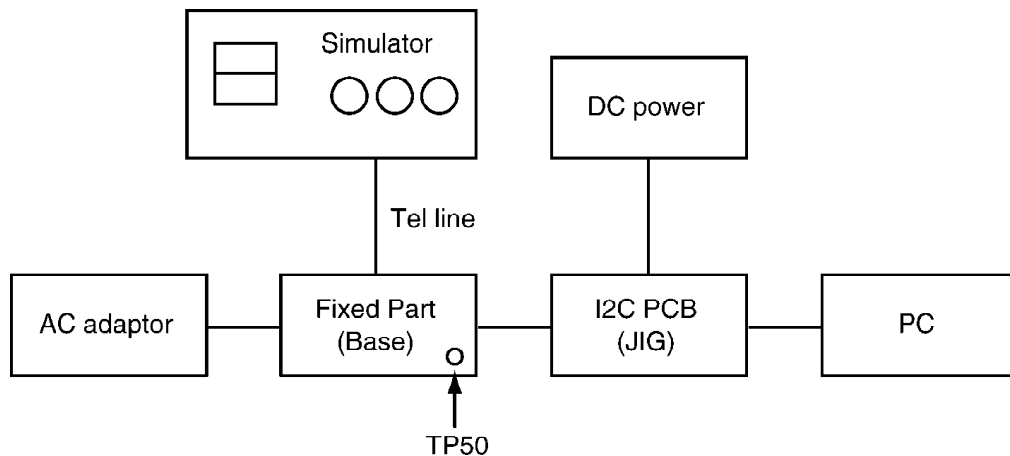 Simulator
DC power
Tel line
AC adaptor
Fixed Part
(Base)
I2C PCB
(JIG)
PC
TP50